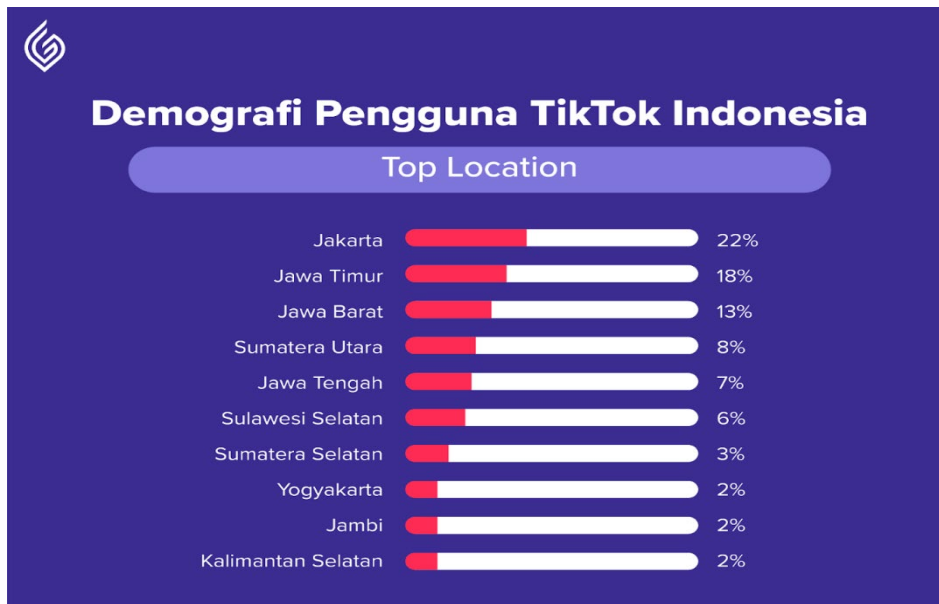 Demografi Pengguna TikTok Indonesia
Top Location
Jakarta 22%
Jawa Timur 18%
Jawa Barat 13%
Sumatera Utara 8%
Jawa Tengah 7%
Sulawesi Selatan 6%
Sumatera Selatan 3%
Yogyakarta 2%
Jambi 2%
Kalimantan Selatan 2%